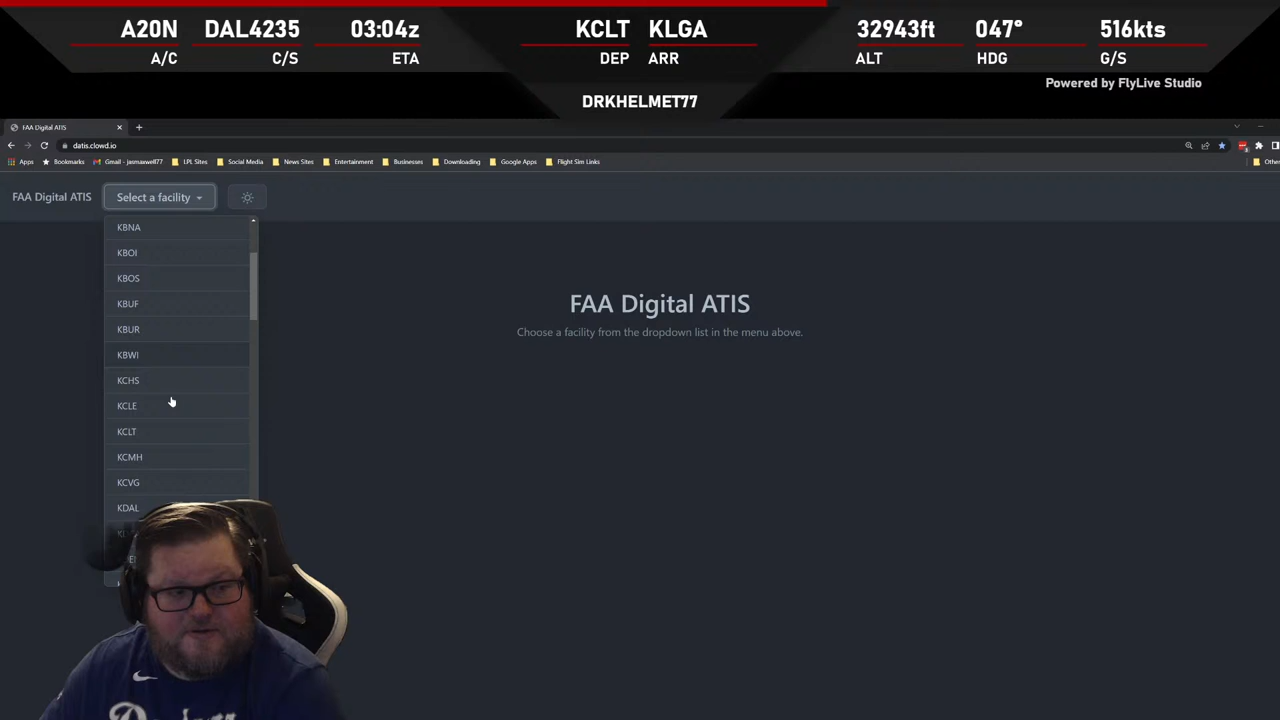 A20N DAL4235 03:04z KCLT KLGA 32943ft 047° 516kts
A/C C/S ETA DEP ARR ALT HDG G/S
Powered by FlyLive Studio
DRKHELMET77
FAA Digital ATIS
datis.clowd.io
Apps Bookmarks Gmail - jasmaxwell77 LPL Sites Social Media News Sites Entertainment Businesses Downloading Google Apps Flight Sim Links
FAA Digital ATIS Select a facility
KBNA
KBOI
KBOS
KBUF
KBUR
KBWI
KCHS
KCLE
KCLT
KCMH
KCVG
KDAL
FAA Digital ATIS
Choose a facility from the dropdown list in the menu above.